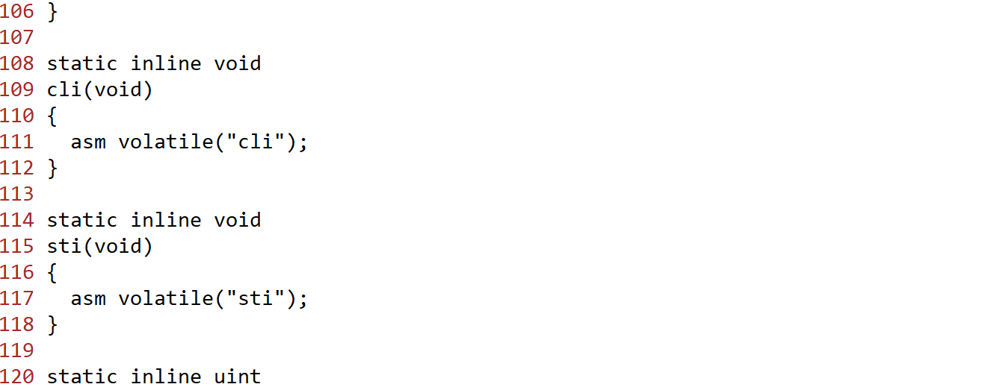 106 }
107
108 static inline void
109 cli(void)
110 {
111   asm volatile("cli");
112 }
113
114 static inline void
115 sti(void)
116 {
117   asm volatile("sti");
118 }
119
120 static inline uint